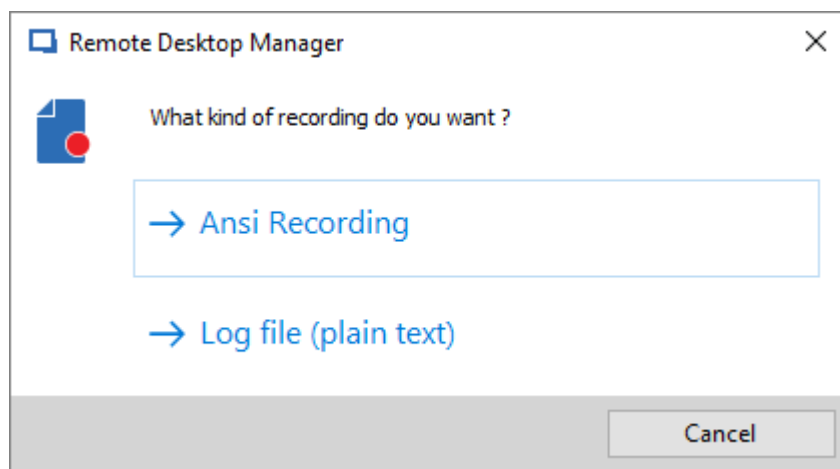 Remote Desktop Manager
What kind of recording do you want ?
Ansi Recording
Log file (plain text)
Cancel